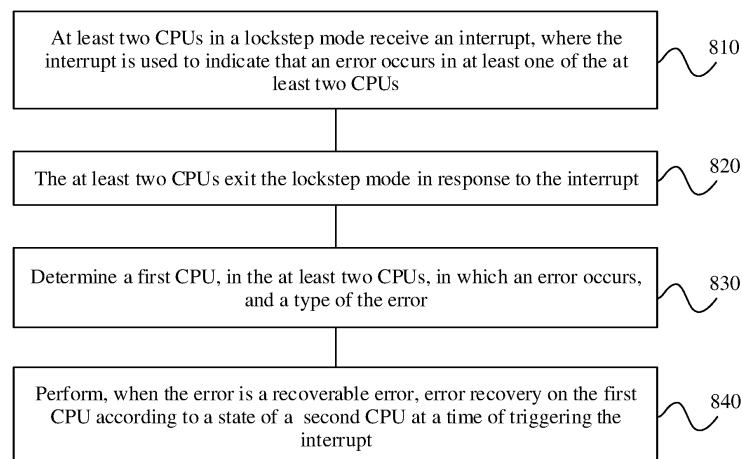 At least two CPUs in a lockstep mode receive an interrupt, where the
interrupt is used to indicate that an error occurs in at least one of the at
least two CPUs
810
The at least two CPUs exit the lockstep mode in response to the interrupt
820
Determine a first CPU, in the at least two CPUs, in which an error occurs,
and a type of the error
830
Perform, when the error is a recoverable error, error recovery on the first
CPU according to a state of a second CPU at a time of triggering the
interrupt
840